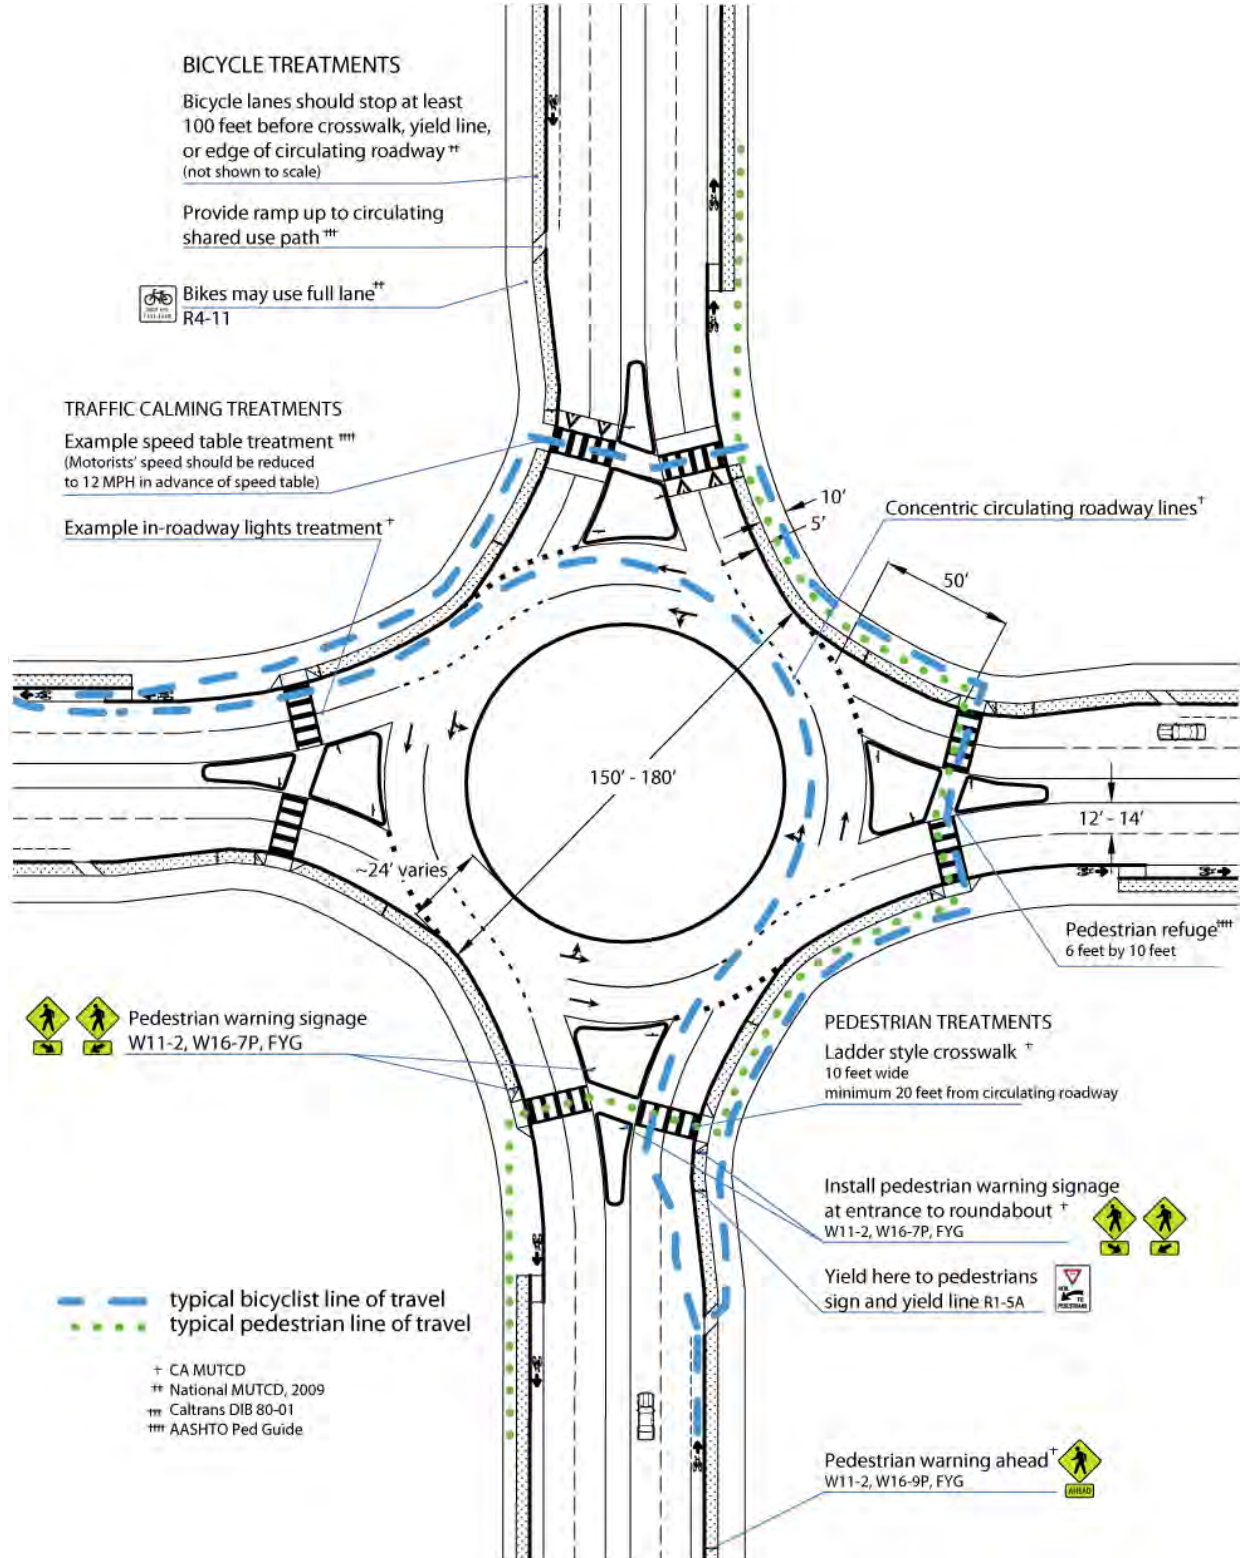 BICYCLE TREATMENTS
Bicycle lanes should stop at least
100 feet before crosswalk, yield line,
or edge of circulating roadway ††
(not shown to scale)
Provide ramp up to circulating
shared use path †††
Bikes may use full lane††
R4-11
TRAFFIC CALMING TREATMENTS
Example speed table treatment ††††
(Motorists' speed should be reduced
to 12 MPH in advance of speed table)
Example in-roadway lights treatment †
10'
5'
Concentric circulating roadway lines†
50'
150' - 180'
12' - 14'
~24' varies
Pedestrian refuge††††
6 feet by 10 feet
Pedestrian warning signage
W11-2, W16-7P, FYG
PEDESTRIAN TREATMENTS
Ladder style crosswalk †
10 feet wide
minimum 20 feet from circulating roadway
Install pedestrian warning signage
at entrance to roundabout †
W11-2, W16-7P, FYG
Yield here to pedestrians
sign and yield line R1-5A
HERE
TO
PEDESTRIANS
typical bicyclist line of travel
typical pedestrian line of travel
† CA MUTCD
†† National MUTCD, 2009
††† Caltrans DIB 80-01
†††† AASHTO Ped Guide
Pedestrian warning ahead†
W11-2, W16-9P, FYG
AHEAD